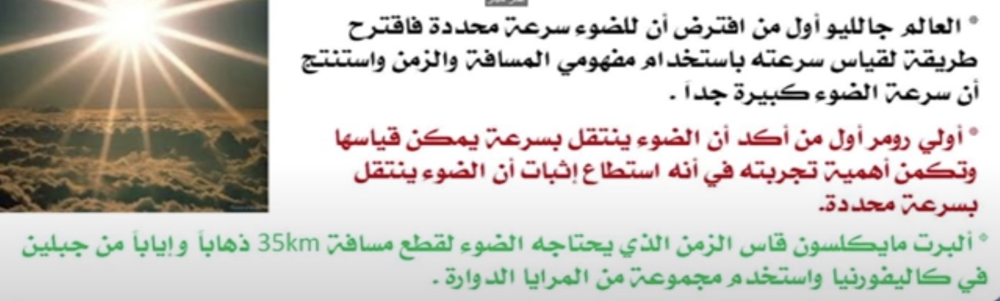 * العالم جالليو أول من افترض أن للضوء سرعة محددة فاقترح
طريقة لقياس سرعته باستخدام مفهومي المسافة والزمن واستنتج
أن سرعة الضوء كبيرة جداً .
* أولي رومر أول من أكد أن الضوء ينتقل بسرعة يمكن قياسها
وتكمن أهمية تجربته في أنه استطاع إثبات أن الضوء ينتقل
بسرعة محددة.
* ألبرت مايكلسون قاس الزمن الذي يحتاجه الضوء لقطع مسافة 35km ذهاباً وإياباً من جبلين
في كاليفورنيا واستخدم مجموعة من المرايا الدوارة .